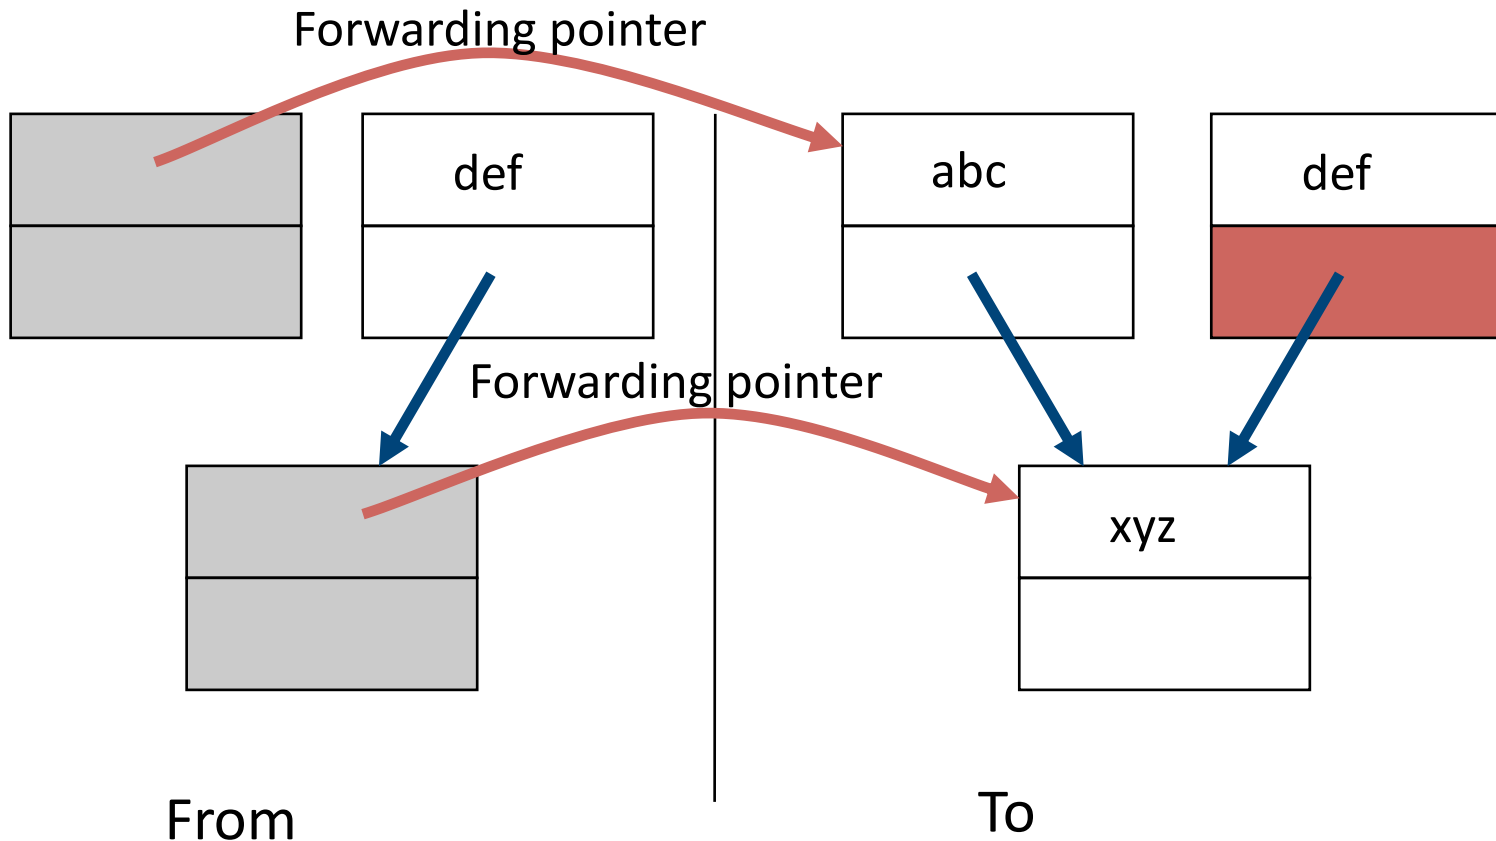 Forwarding pointer
def
abc
def
Forwarding pointer
xyz
From
To